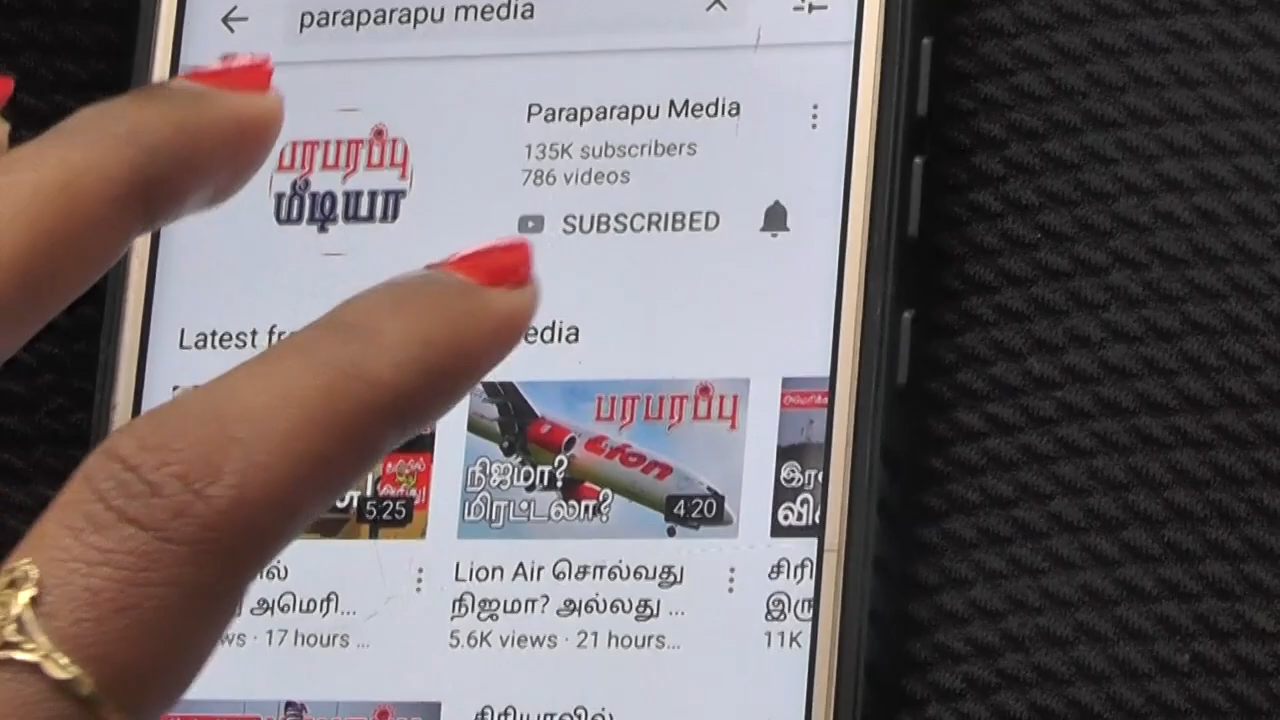 paraparapu media
பரபரப்பு
மீடியா
Paraparapu Media
135K subscribers
786 videos
SUBSCRIBED
Latest
edia
பரபரப்பு
Lion
நிஜமா?
மிரட்டலா?
5:25
4:20
Lion Air சொல்வது
நிஜமா? அல்லது ...
5.6K views · 21 hours...
அமெரி...
17 hours ...
சிரி
இரு
11K
சிரியாவில்